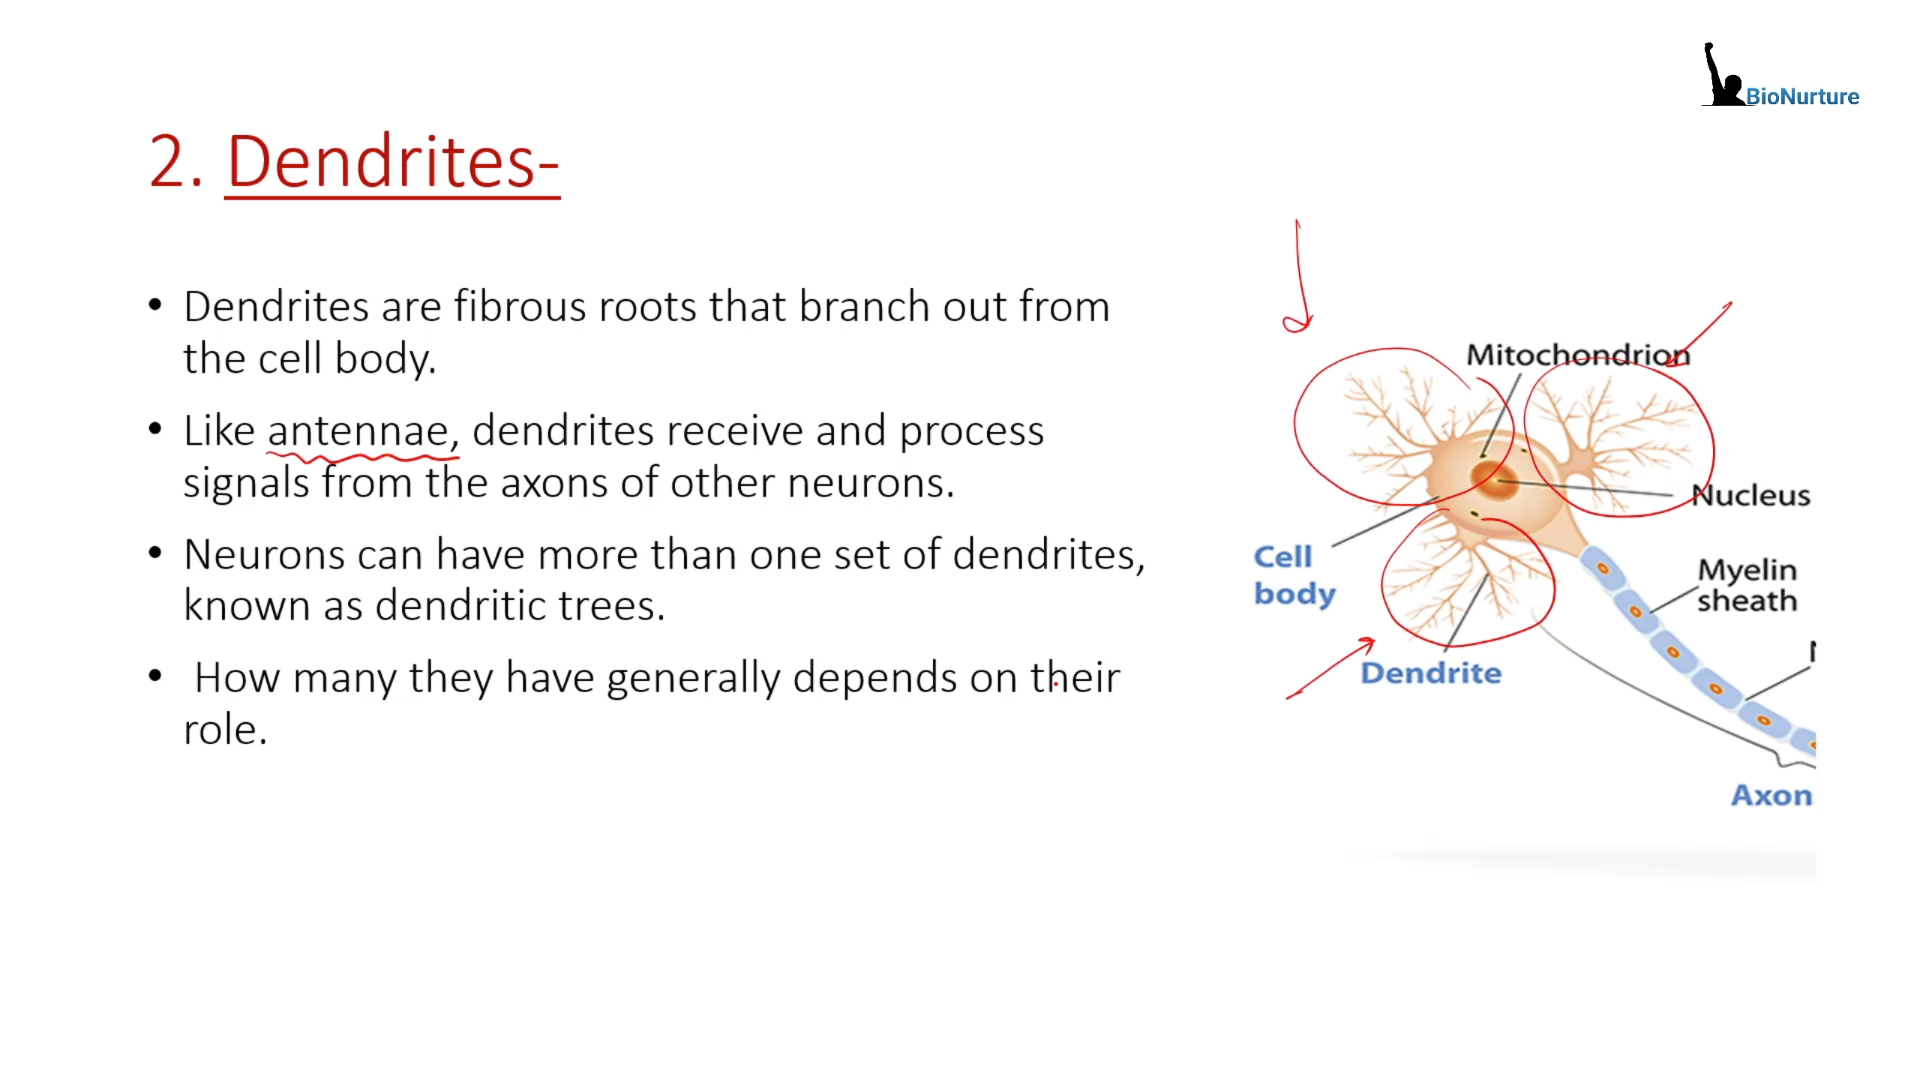 BioNurture
2. Dendrites-
• Dendrites are fibrous roots that branch out from
the cell body.
• Like antennae, dendrites receive and process
signals from the axons of other neurons.
• Neurons can have more than one set of dendrites,
known as dendritic trees.
• How many they have generally depends on their
role.
Mitochondrion
Nucleus
Cell
body
Myelin
sheath
Dendrite
Axon